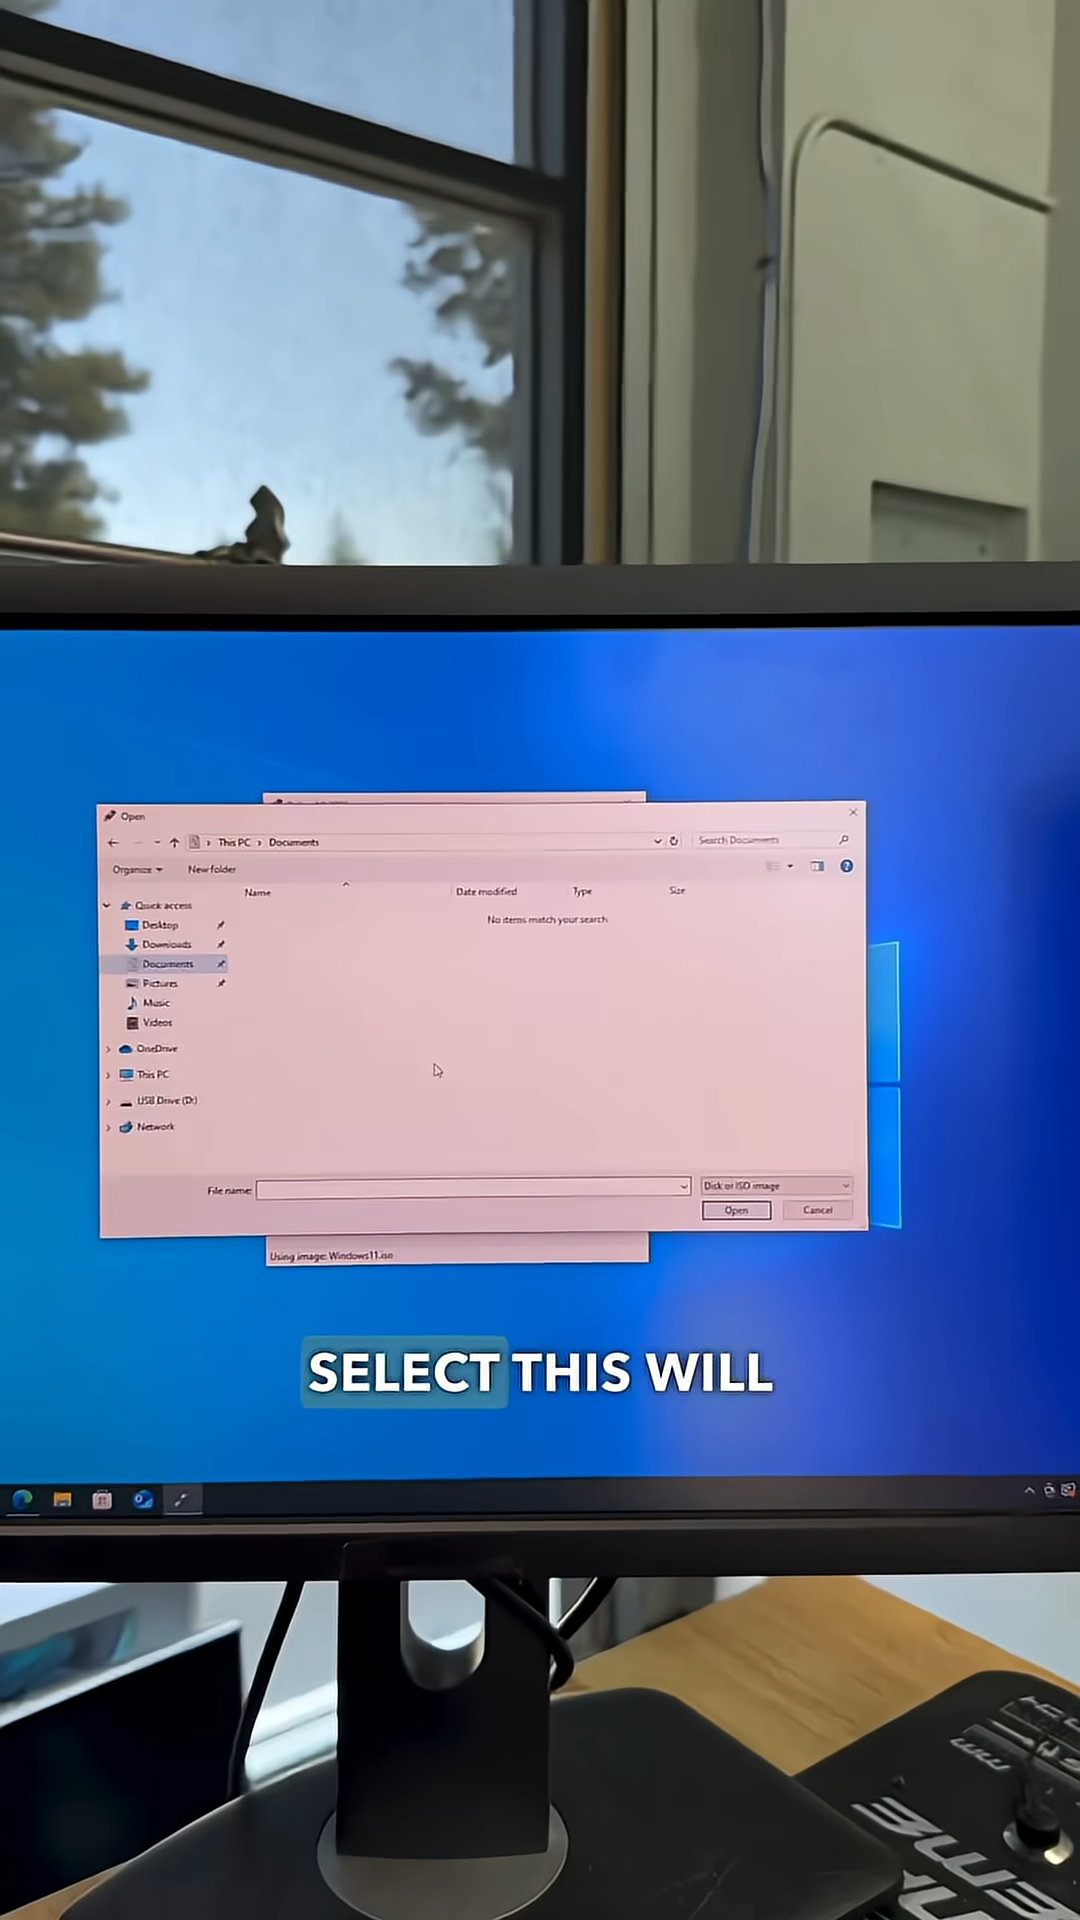 Open
This PC > Documents
Search Documents
Organize
New folder
Name
Date modified
Type
Size
No items match your search.
Quick access
Desktop
Downloads
Documents
Pictures
Music
Videos
OneDrive
This PC
USB Drive (D:)
Network
File name:
Disk or ISO image
Open
Cancel
Using image: Windows11.iso
SELECT THIS WILL